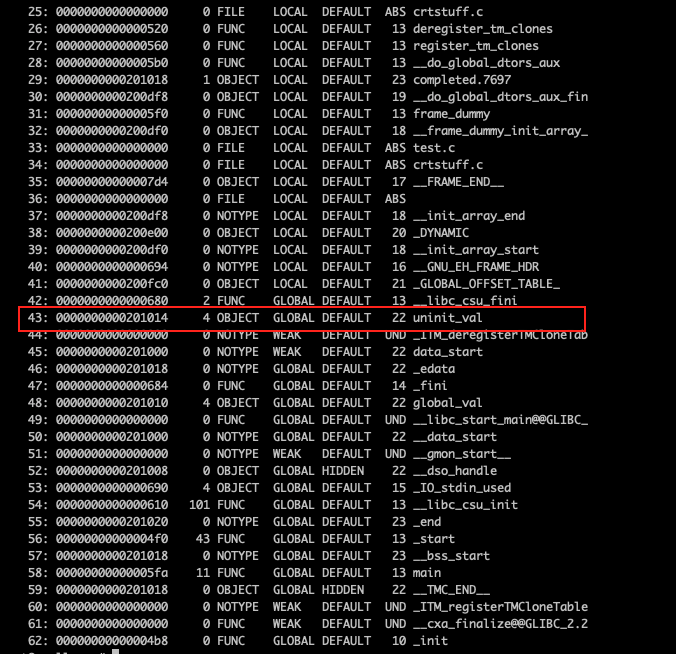 25: 0000000000000000 0 FILE LOCAL DEFAULT ABS crtstuff.c
26: 0000000000000520 0 FUNC LOCAL DEFAULT 13 deregister_tm_clones
27: 0000000000000560 0 FUNC LOCAL DEFAULT 13 register_tm_clones
28: 00000000000005b0 0 FUNC LOCAL DEFAULT 13 __do_global_dtors_aux
29: 0000000000201018 1 OBJECT LOCAL DEFAULT 23 completed.7697
30: 0000000000200df8 0 OBJECT LOCAL DEFAULT 19 __do_global_dtors_aux_fin
31: 00000000000005f0 0 FUNC LOCAL DEFAULT 13 frame_dummy
32: 0000000000200df0 0 OBJECT LOCAL DEFAULT 18 __frame_dummy_init_array_
33: 0000000000000000 0 FILE LOCAL DEFAULT ABS test.c
34: 0000000000000000 0 FILE LOCAL DEFAULT ABS crtstuff.c
35: 00000000000007d4 0 OBJECT LOCAL DEFAULT 17 __FRAME_END__
36: 0000000000000000 0 FILE LOCAL DEFAULT ABS
37: 0000000000200df8 0 NOTYPE LOCAL DEFAULT 18 __init_array_end
38: 0000000000200e00 0 OBJECT LOCAL DEFAULT 20 _DYNAMIC
39: 0000000000200df0 0 NOTYPE LOCAL DEFAULT 18 __init_array_start
40: 0000000000000694 0 NOTYPE LOCAL DEFAULT 16 __GNU_EH_FRAME_HDR
41: 0000000000200fc0 0 OBJECT LOCAL DEFAULT 21 _GLOBAL_OFFSET_TABLE_
42: 0000000000000680 2 FUNC GLOBAL DEFAULT 13 __libc_csu_fini
43: 0000000000201014 4 OBJECT GLOBAL DEFAULT 22 uninit_val
44: 0000000000000000 0 NOTYPE WEAK DEFAULT UND _ITM_deregisterTMCloneTab
45: 0000000000201000 0 NOTYPE WEAK DEFAULT 22 data_start
46: 0000000000201018 0 NOTYPE GLOBAL DEFAULT 22 _edata
47: 0000000000000684 0 FUNC GLOBAL DEFAULT 14 _fini
48: 0000000000201010 4 OBJECT GLOBAL DEFAULT 22 global_val
49: 0000000000000000 0 FUNC GLOBAL DEFAULT UND __libc_start_main@@GLIBC_
50: 0000000000201000 0 NOTYPE GLOBAL DEFAULT 22 __data_start
51: 0000000000000000 0 NOTYPE WEAK DEFAULT UND __gmon_start__
52: 0000000000201008 0 OBJECT GLOBAL HIDDEN 22 __dso_handle
53: 0000000000000690 4 OBJECT GLOBAL DEFAULT 15 _IO_stdin_used
54: 0000000000000610 101 FUNC GLOBAL DEFAULT 13 __libc_csu_init
55: 0000000000201020 0 NOTYPE GLOBAL DEFAULT 23 _end
56: 00000000000004f0 43 FUNC GLOBAL DEFAULT 13 _start
57: 0000000000201018 0 NOTYPE GLOBAL DEFAULT 23 __bss_start
58: 00000000000005fa 11 FUNC GLOBAL DEFAULT 13 main
59: 0000000000201018 0 OBJECT GLOBAL HIDDEN 22 __TMC_END__
60: 0000000000000000 0 NOTYPE WEAK DEFAULT UND _ITM_registerTMCloneTable
61: 0000000000000000 0 FUNC WEAK DEFAULT UND __cxa_finalize@@GLIBC_2.2
62: 00000000000004b8 0 FUNC GLOBAL DEFAULT 10 _init